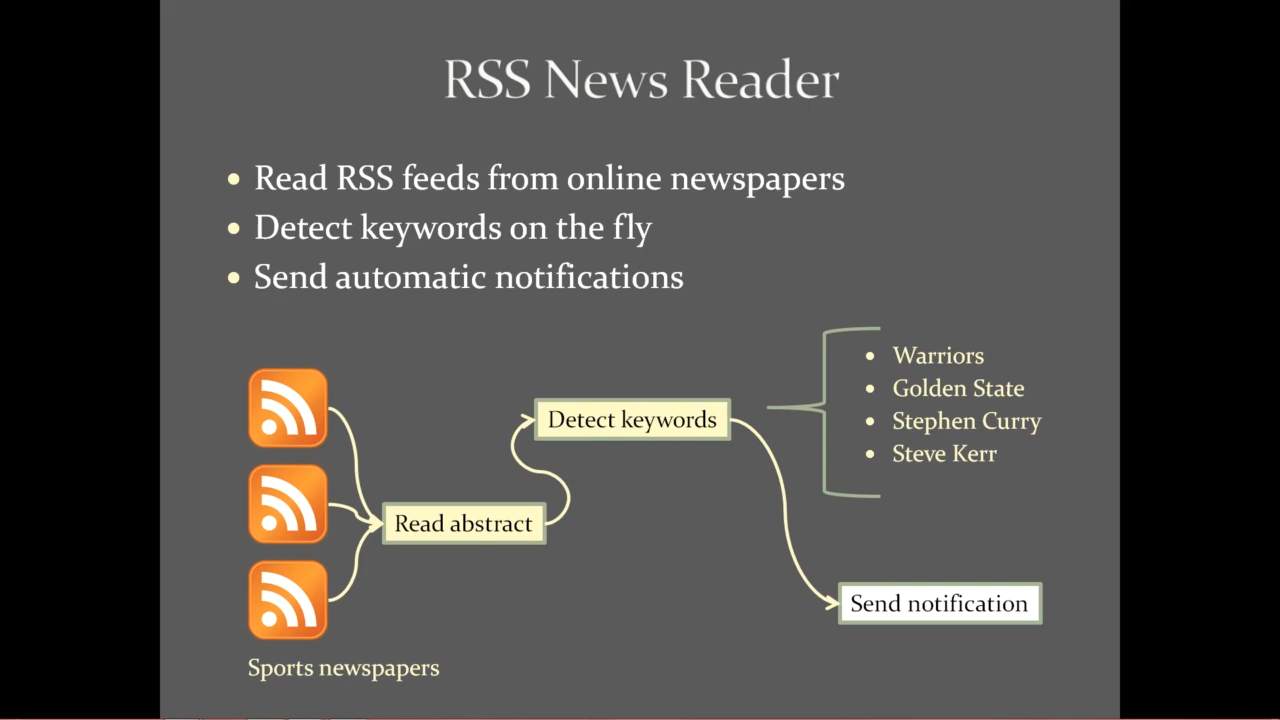 RSS News Reader
• Read RSS feeds from online newspapers
• Detect keywords on the fly
• Send automatic notifications
• Warriors
• Golden State
• Stephen Curry
• Steve Kerr
Detect keywords
Read abstract
Send notification
Sports newspapers